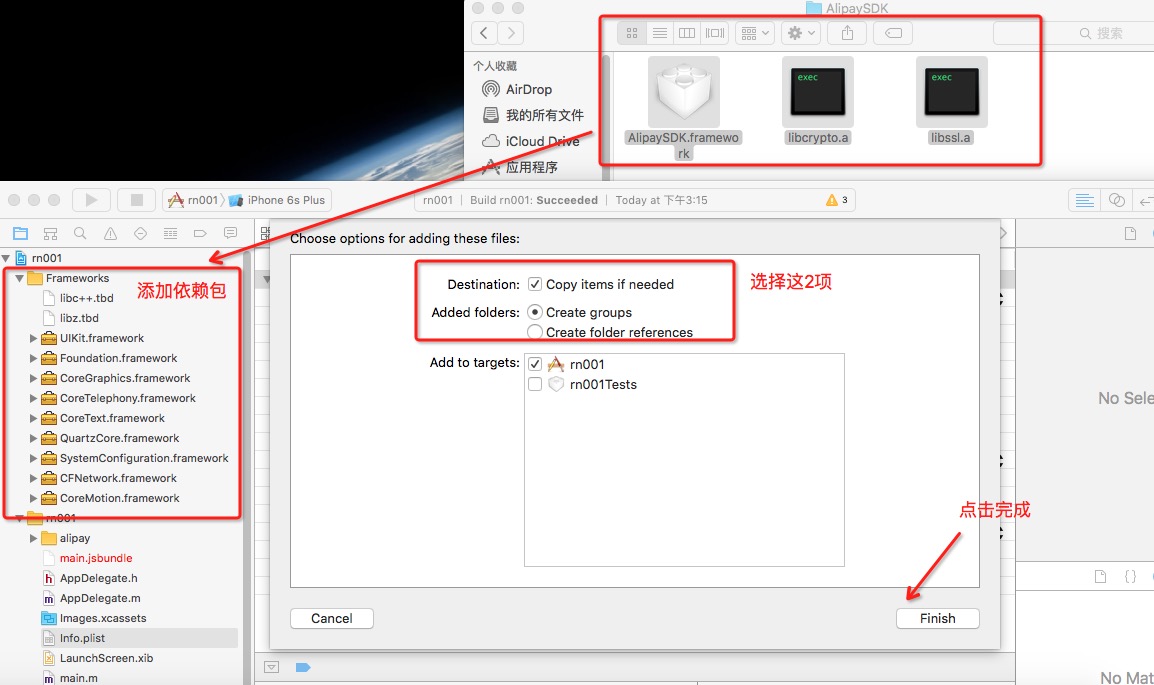 AlipaySDK
搜索
个人收藏
AirDrop
我的所有文件
iCloud Drive
应用程序
exec
exec
AlipaySDK.framewo
rk
libcrypto.a
libssl.a
rn001
iPhone 6s Plus
rn001
Build rn001: Succeeded
Today at 下午3:15
3
rn001
Frameworks
添加依赖包
libc++.tbd
libz.tbd
UIKit.framework
Foundation.framework
CoreGraphics.framework
CoreTelephony.framework
CoreText.framework
QuartzCore.framework
SystemConfiguration.framework
CFNetwork.framework
CoreMotion.framework
rn001
alipay
main.jsbundle
AppDelegate.h
AppDelegate.m
Images.xcassets
Info.plist
LaunchScreen.xib
main.m
Choose options for adding these files:
Destination: Copy items if needed
Added folders: Create groups
Create folder references
选择这2项
Add to targets: rn001
rn001Tests
点击完成
Cancel
Finish
No Sele
No Mat